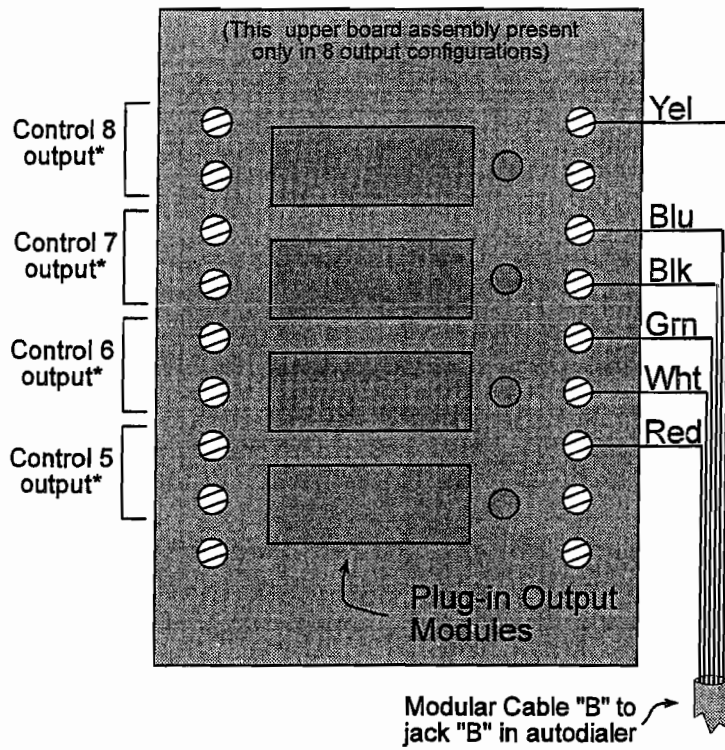 (This upper board assembly present
only in 8 output configurations)
Control 8
output*
Yel
Control 7
output*
Blu
Blk
Control 6
output*
Grn
Wht
Control 5
output*
Red
Plug-in Output
Modules
Modular Cable "B" to
jack "B" in autodialer